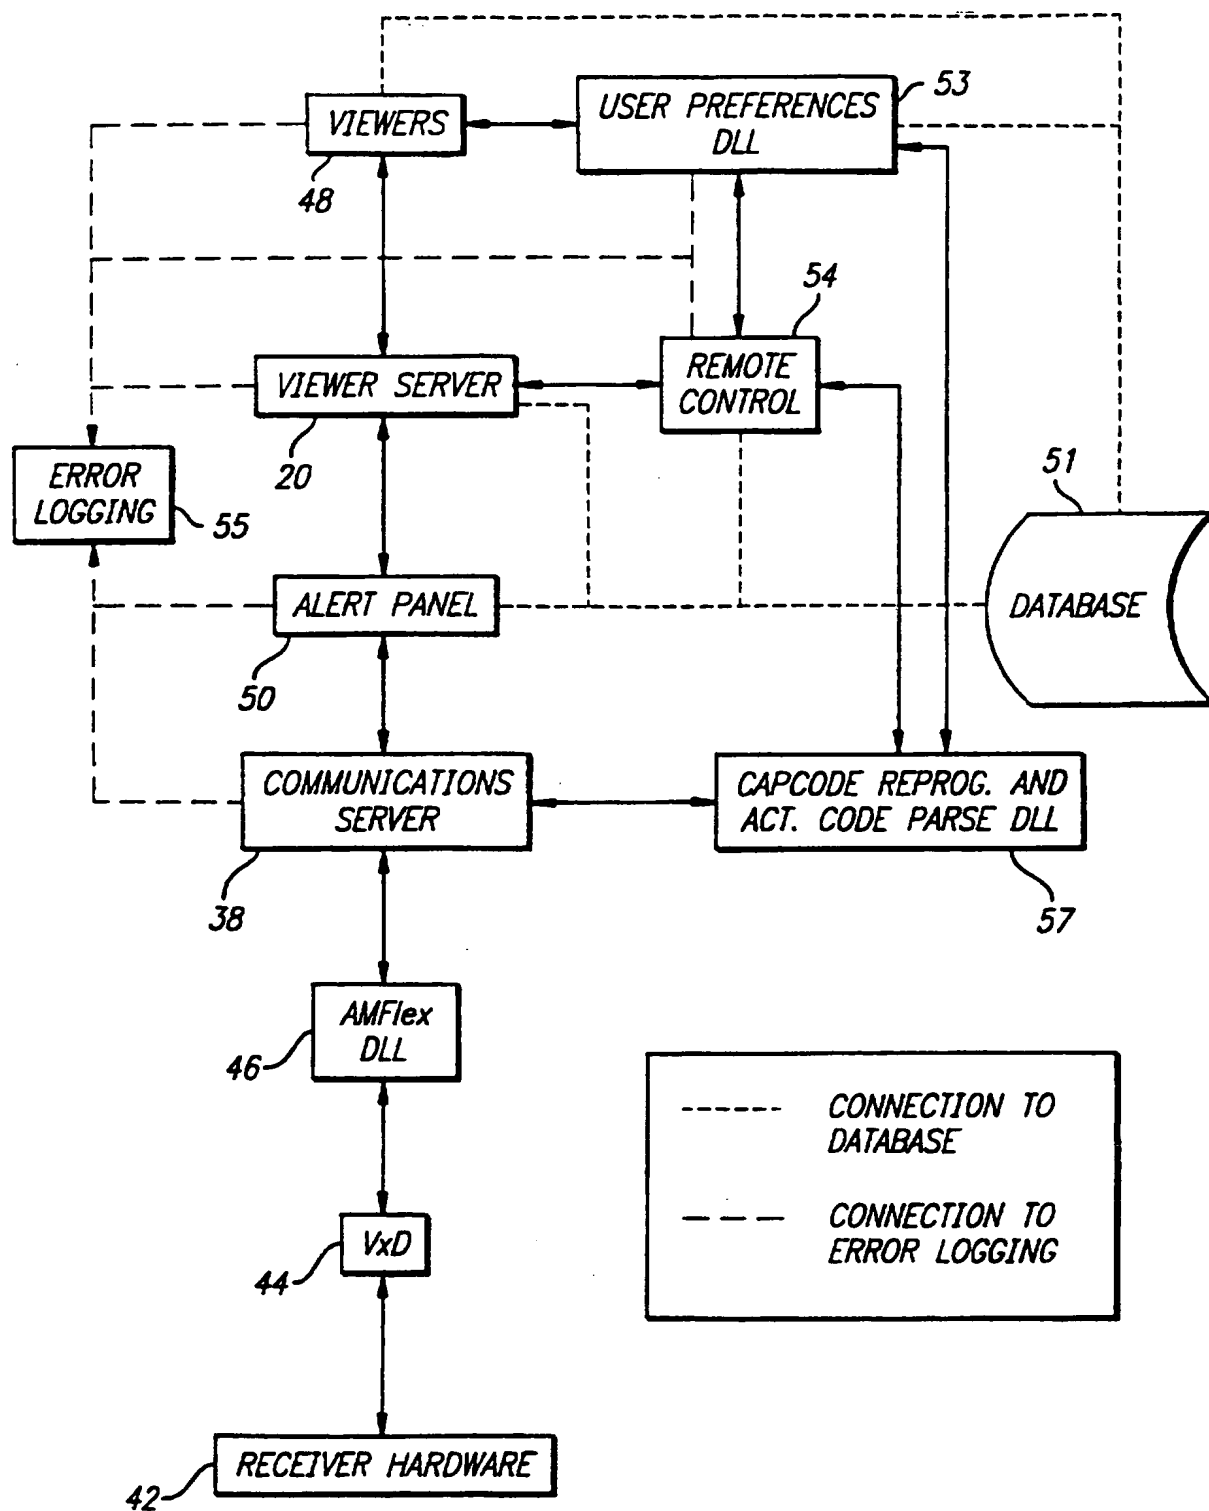 VIEWERS
48
USER PREFERENCES
DLL
53
REMOTE
CONTROL
54
VIEWER SERVER
20
ERROR
LOGGING
55
51
DATABASE
ALERT PANEL
50
COMMUNICATIONS
SERVER
38
CAPCODE REPROG. AND
ACT. CODE PARSE DLL
57
AMFlex
DLL
46
VxD
44
RECEIVER HARDWARE
42
CONNECTION TO
DATABASE
CONNECTION TO
ERROR LOGGING